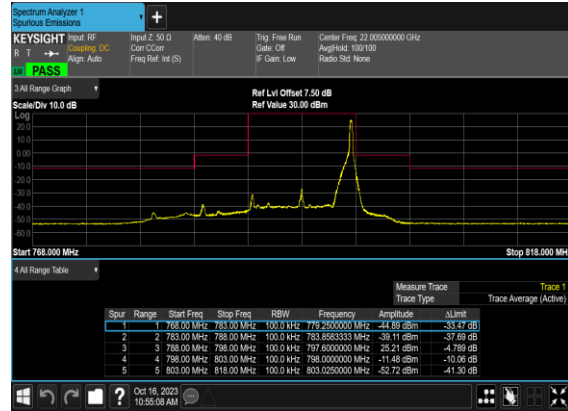 Spectrum Analyzer 1
Spurious Emissions
KEYSIGHT Input: RF Input Z: 50 Ω Atten: 40 dB Trig: Free Run Center Freq: 22.005000000 GHz
R T Coupling: DC Corr CCorr Gate: Off Avg|Hold: 100/100
Align: Auto Freq Ref: Int (S) IF Gain: Low Radio Std: None
PASS
3 All Range Graph
Ref Lvl Offset 7.50 dB
Scale/Div 10.0 dB Ref Value 30.00 dBm
Log
20.0
10.0
0.00
-10.0
-20.0
-30.0
-40.0
-50.0
-60.0
Start 768.000 MHz Stop 818.000 MH
4 All Range Table
Measure Trace Trace 1
Trace Type Trace Average (Active)
Spur Range Start Freq Stop Freq RBW Frequency Amplitude ΔLimit
1 1 768.00 MHz 783.00 MHz 100.0 kHz 779.2500000 MHz -44.89 dBm -33.47 dB
2 2 783.00 MHz 788.00 MHz 100.0 kHz 783.8583333 MHz -39.11 dBm -37.69 dB
3 3 788.00 MHz 798.00 MHz 100.0 kHz 797.6000000 MHz 25.21 dBm -4.789 dB
4 4 798.00 MHz 803.00 MHz 100.0 kHz 798.0000000 MHz -11.48 dBm -10.06 dB
5 5 803.00 MHz 818.00 MHz 100.0 kHz 803.0250000 MHz -52.72 dBm -41.30 dB
? Oct 16, 2023
10:55:08 AM